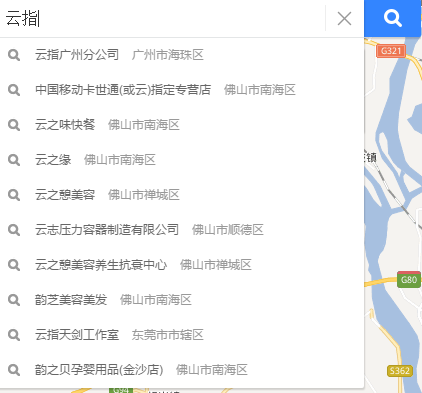 云指
G321
云指广州分公司 广州市海珠区
中国移动卡世通(或云)指定专营店 佛山市南海区
云之味快餐 佛山市南海区
云之缘 佛山市南海区
镇
云之憩美容 佛山市禅城区
云志压力容器制造有限公司 佛山市顺德区
云之憩美容养生抗衰中心 佛山市禅城区
G80
韵芝美容美发 佛山市南海区
云指天剑工作室 东莞市市辖区
韵之贝孕婴用品(金沙店) 佛山市南海区
S362
G94